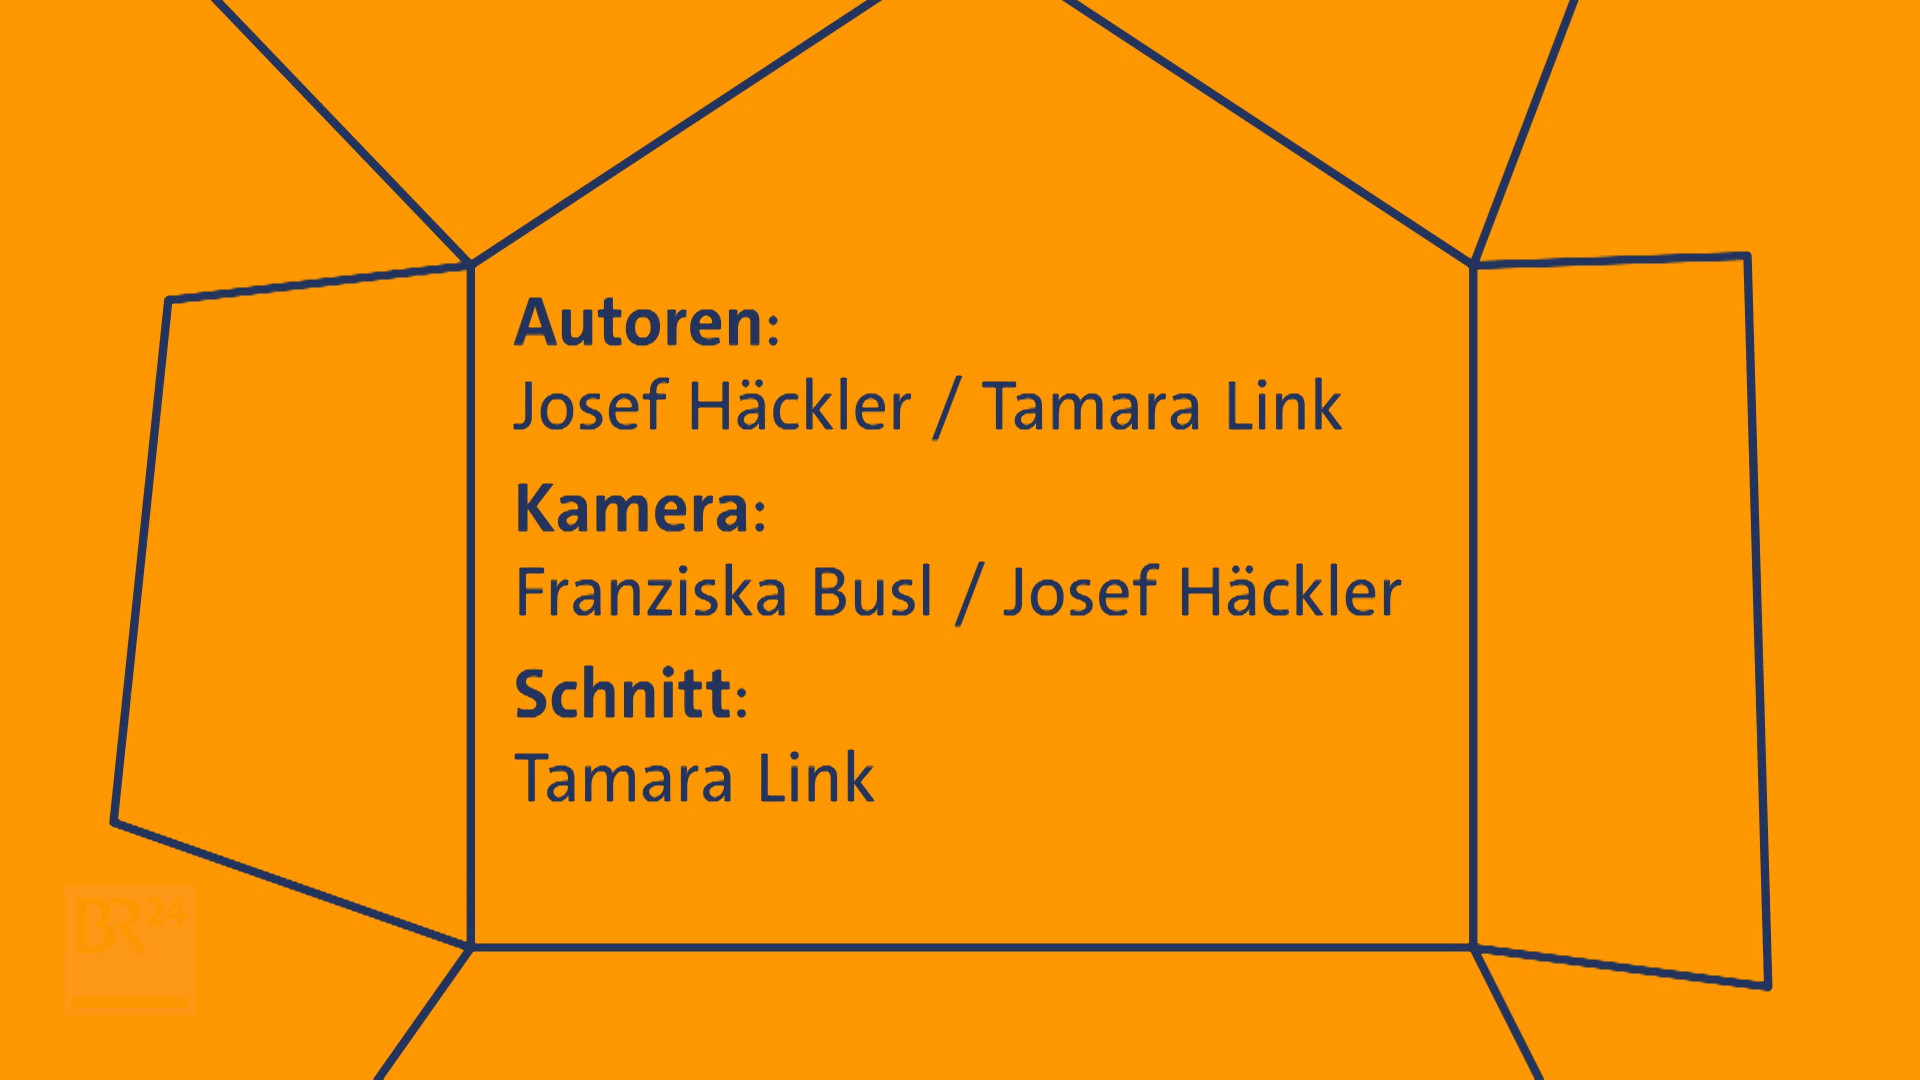 Autoren:
Josef Häckler / Tamara Link
Kamera:
Franziska Busl / Josef Häckler
Schnitt:
Tamara Link
BR24